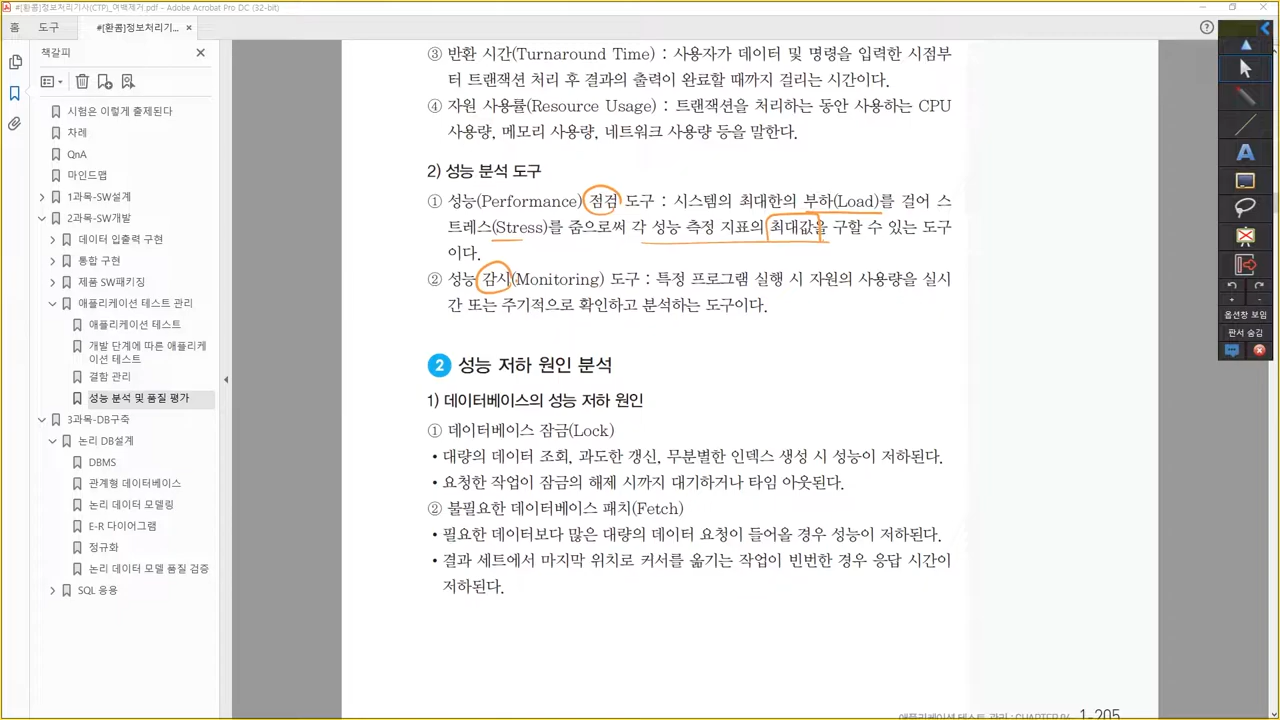 #[환콤]정보처리기사(CTP)_여백제거.pdf - Adobe Acrobat Pro DC (32-bit)
홈
도구
#[환콤]정보처리기...
책갈피
시험은 이렇게 출제된다
차례
QnA
마인드맵
1과목-SW설계
2과목-SW개발
데이터 입출력 구현
통합 구현
제품 SW패키징
애플리케이션 테스트 관리
애플리케이션 테스트
개발 단계에 따른 애플리케
이션 테스트
결함 관리
성능 분석 및 품질 평가
3과목-DB구축
논리 DB설계
DBMS
관계형 데이터베이스
논리 데이터 모델링
E-R 다이어그램
정규화
논리 데이터 모델 품질 검증
SQL 응용
③ 반환 시간(Turnaround Time) : 사용자가 데이터 및 명령을 입력한 시점부
터 트랜잭션 처리 후 결과의 출력이 완료할 때까지 걸리는 시간이다.
④ 자원 사용률(Resource Usage) : 트랜잭션을 처리하는 동안 사용하는 CPU
사용량, 메모리 사용량, 네트워크 사용량 등을 말한다.
2) 성능 분석 도구
① 성능(Performance) 점검 도구 : 시스템의 최대한의 부하(Load)를 걸어 스
트레스(Stress)를 줌으로써 각 성능 측정 지표의 최대값을 구할 수 있는 도구
이다.
② 성능 감시(Monitoring) 도구 : 특정 프로그램 실행 시 자원의 사용량을 실시
간 또는 주기적으로 확인하고 분석하는 도구이다.
2 성능 저하 원인 분석
1) 데이터베이스의 성능 저하 원인
① 데이터베이스 잠금(Lock)
• 대량의 데이터 조회, 과도한 갱신, 무분별한 인덱스 생성 시 성능이 저하된다.
• 요청한 작업이 잠금의 해제 시까지 대기하거나 타임 아웃된다.
② 불필요한 데이터베이스 패치(Fetch)
• 필요한 데이터보다 많은 대량의 데이터 요청이 들어올 경우 성능이 저하된다.
• 결과 세트에서 마지막 위치로 커서를 옮기는 작업이 빈번한 경우 응답 시간이
저하된다.
애플리케이션 테스트 관리 : CHAPTER 04 1-205
A
옵션창 보임
판서 숨김